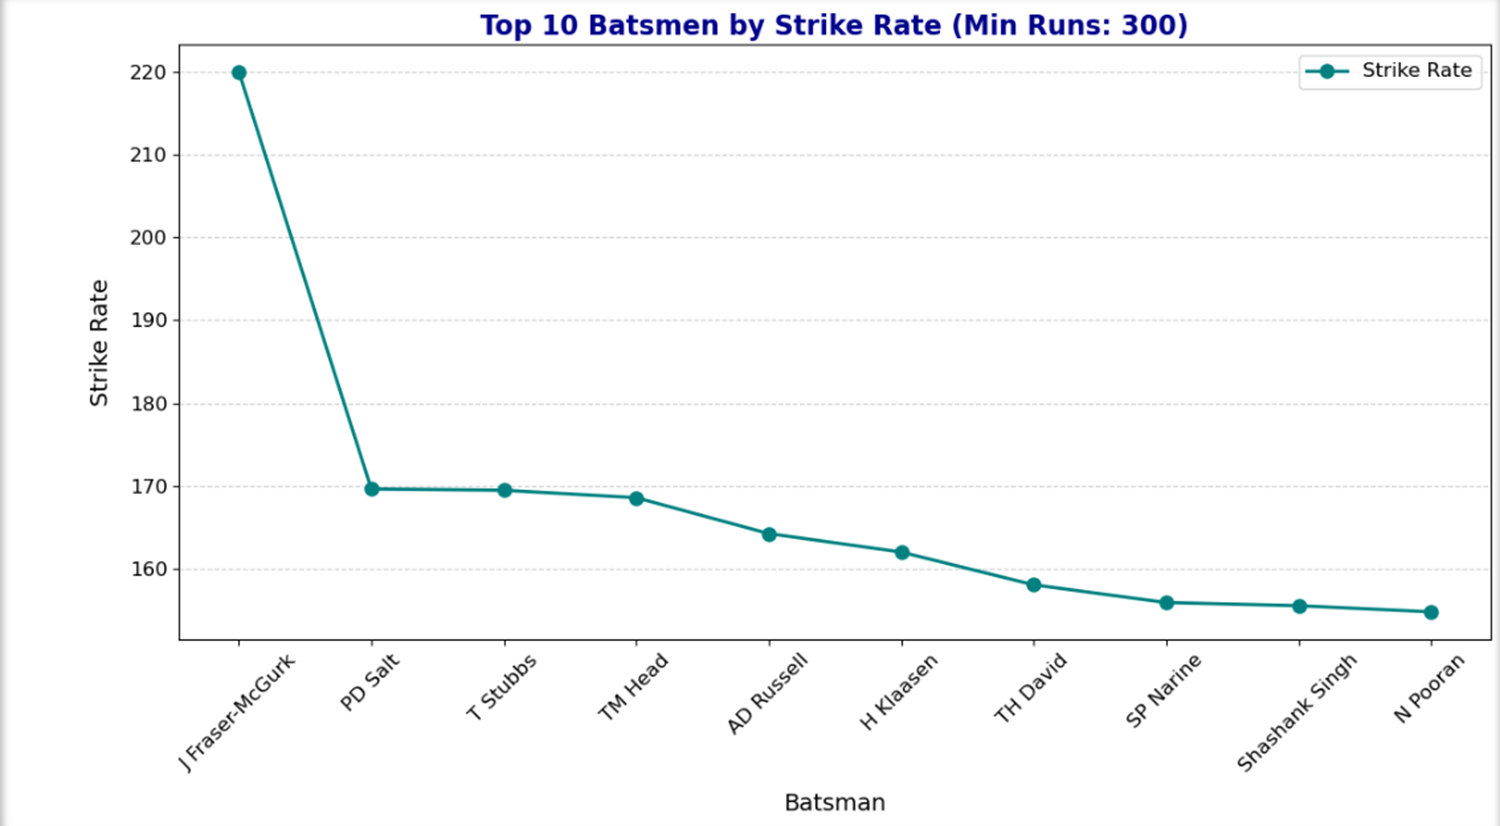 Top 10 Batsmen by Strike Rate (Min Runs: 300)
Strike Rate
220
210
200
190
180
170
160
Strike Rate
J Fraser-McGurk
PD Salt
T Stubbs
TM Head
AD Russell
H Klaasen
TH David
SP Narine
Shashank Singh
N Pooran
Batsman